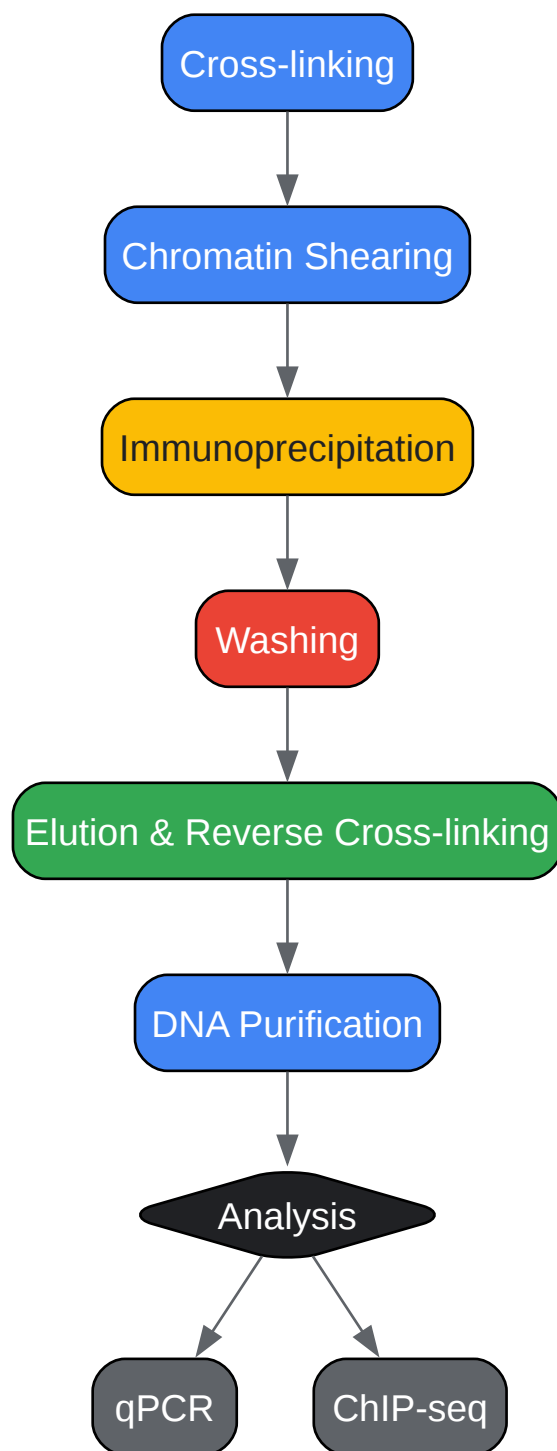 Cross-linking
Chromatin Shearing
Immunoprecipitation
Washing
Elution & Reverse Cross-linking
DNA Purification
Analysis
qPCR
ChIP-seq